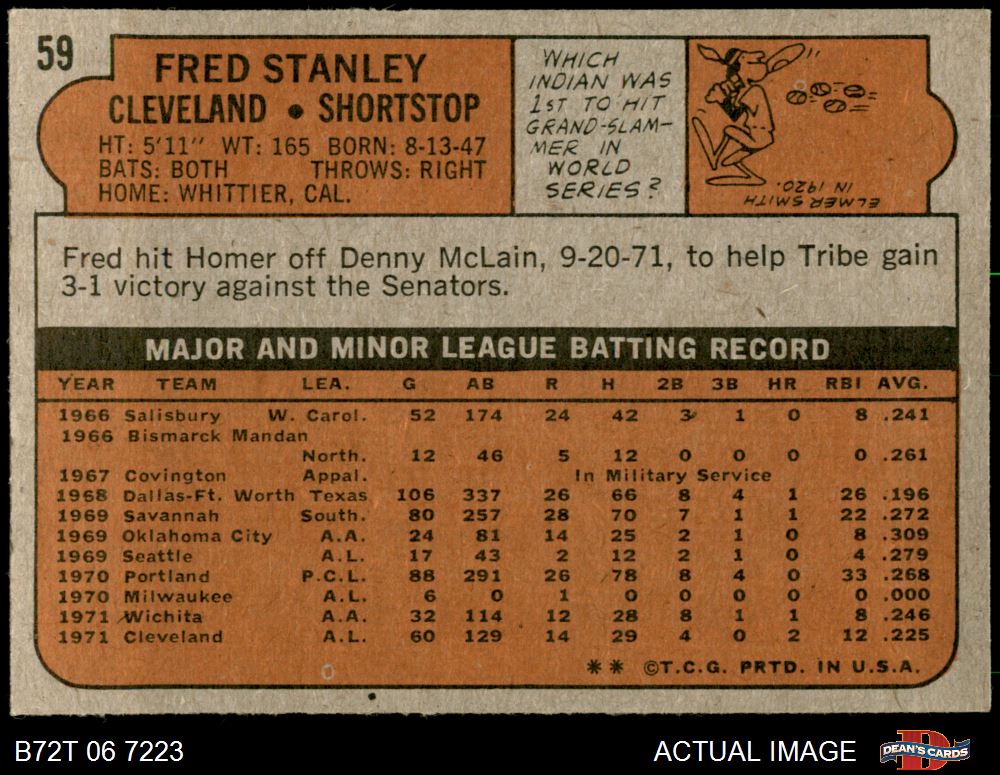 59
FRED STANLEY
CLEVELAND • SHORTSTOP
HT: 5'11" WT: 165 BORN: 8-13-47
BATS: BOTH THROWS: RIGHT
HOME: WHITTIER, CAL.
WHICH
INDIAN WAS
1ST TO HIT
GRAND-SLAM-
MER IN
WORLD
SERIES?
ELMER SMITH
IN 1920.
Fred hit Homer off Denny McLain, 9-20-71, to help Tribe gain
3-1 victory against the Senators.
MAJOR AND MINOR LEAGUE BATTING RECORD
YEAR TEAM LEA. G AB R H 2B 3B HR RBI AVG.
1966 Salisbury W. Carol. 52 174 24 42 3 1 0 8 .241
1966 Bismarck Mandan
North. 12 46 5 12 0 0 0 0 .261
1967 Covington Appal. In Military Service
1968 Dallas-Ft. Worth Texas 106 337 26 66 8 4 1 26 .196
1969 Savannah South. 80 257 28 70 7 1 1 22 .272
1969 Oklahoma City A.A. 24 81 14 25 2 1 0 8 .309
1969 Seattle A.L. 17 43 2 12 2 1 0 4 .279
1970 Portland P.C.L. 88 291 26 78 8 4 0 33 .268
1970 Milwaukee A.L. 6 0 1 0 0 0 0 0 .000
1971 Wichita A.A. 32 114 12 28 8 1 1 8 .246
1971 Cleveland A.L. 60 129 14 29 4 0 2 12 .225
** ©T.C.G. PRTD. IN U.S.A.
B72T 06 7223
ACTUAL IMAGE
D
DEAN'S CARDS